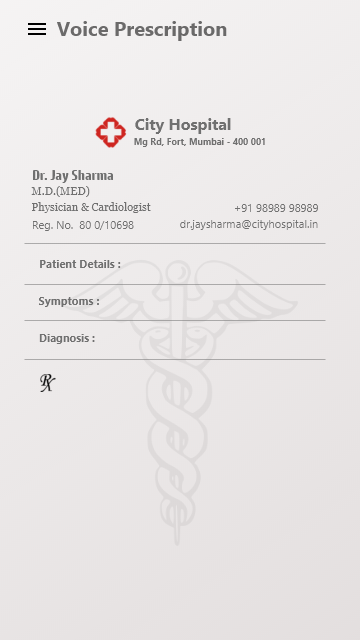 Voice Prescription
City Hospital
Mg Rd, Fort, Mumbai - 400 001
Dr. Jay Sharma
M.D.(MED)
Physician & Cardiologist
+91 98989 98989
Reg. No. 80 0/10698
dr.jaysharma@cityhospital.in
Patient Details :
Symptoms :
Diagnosis :
℞